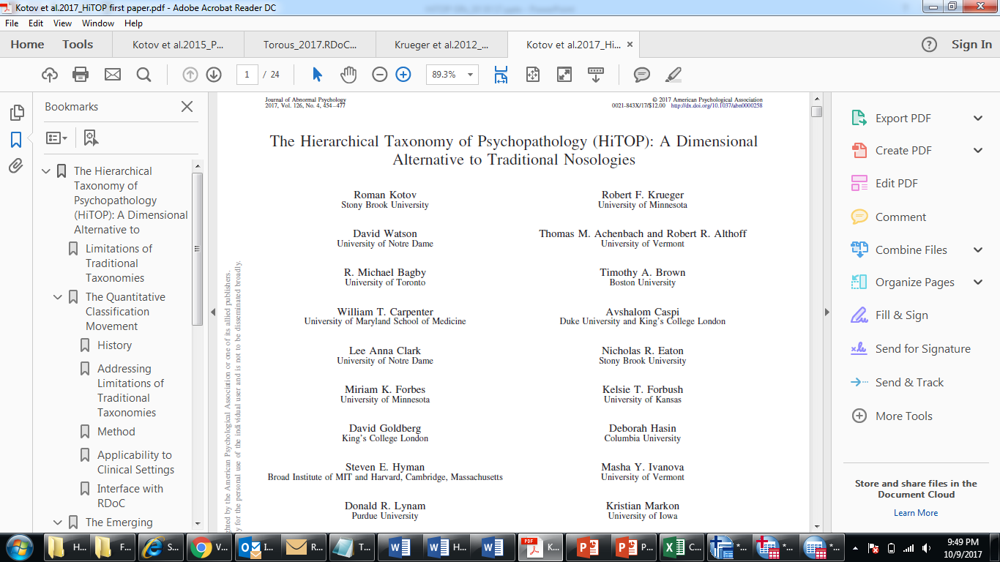 Kotov et al.2017_HiTOP first paper.pdf - Adobe Acrobat Reader DC
File Edit View Window Help
Home Tools Kotov et al.2015_P... Torous_2017.RDoC... Krueger et al.2012_... Kotov et al.2017_Hi... Sign In
1 / 24 89.3%
Bookmarks
The Hierarchical
Taxonomy of
Psychopathology
(HiTOP): A Dimensional
Alternative to
Limitations of
Traditional
Taxonomies
The Quantitative
Classification
Movement
History
Addressing
Limitations of
Traditional
Taxonomies
Method
Applicability to
Clinical Settings
Interface with
RDoC
The Emerging
Journal of Abnormal Psychology © 2017 American Psychological Association
2017, Vol. 126, No. 4, 454–477 0021-843X/17/$12.00 http://dx.doi.org/10.1037/abn0000258
The Hierarchical Taxonomy of Psychopathology (HiTOP): A Dimensional
Alternative to Traditional Nosologies
Roman Kotov
Stony Brook University
Robert F. Krueger
University of Minnesota
David Watson
University of Notre Dame
Thomas M. Achenbach and Robert R. Althoff
University of Vermont
R. Michael Bagby
University of Toronto
Timothy A. Brown
Boston University
William T. Carpenter
University of Maryland School of Medicine
Avshalom Caspi
Duke University and King's College London
Lee Anna Clark
University of Notre Dame
Nicholas R. Eaton
Stony Brook University
Miriam K. Forbes
University of Minnesota
Kelsie T. Forbush
University of Kansas
David Goldberg
King's College London
Deborah Hasin
Columbia University
Steven E. Hyman
Broad Institute of MIT and Harvard, Cambridge, Massachusetts
Masha Y. Ivanova
University of Vermont
Donald R. Lynam
Purdue University
Kristian Markon
University of Iowa
ghted by the American Psychological Association or one of its allied publishers.
y for the personal use of the individual user and is not to be disseminated broadly.
Export PDF
Create PDF
Edit PDF
Comment
Combine Files
Organize Pages
Fill & Sign
Send for Signature
Send & Track
More Tools
Store and share files in the
Document Cloud
Learn More
H... F... S... V... I... R... T... H... PDF K... P... C... *... *... *...
9:49 PM
10/9/2017